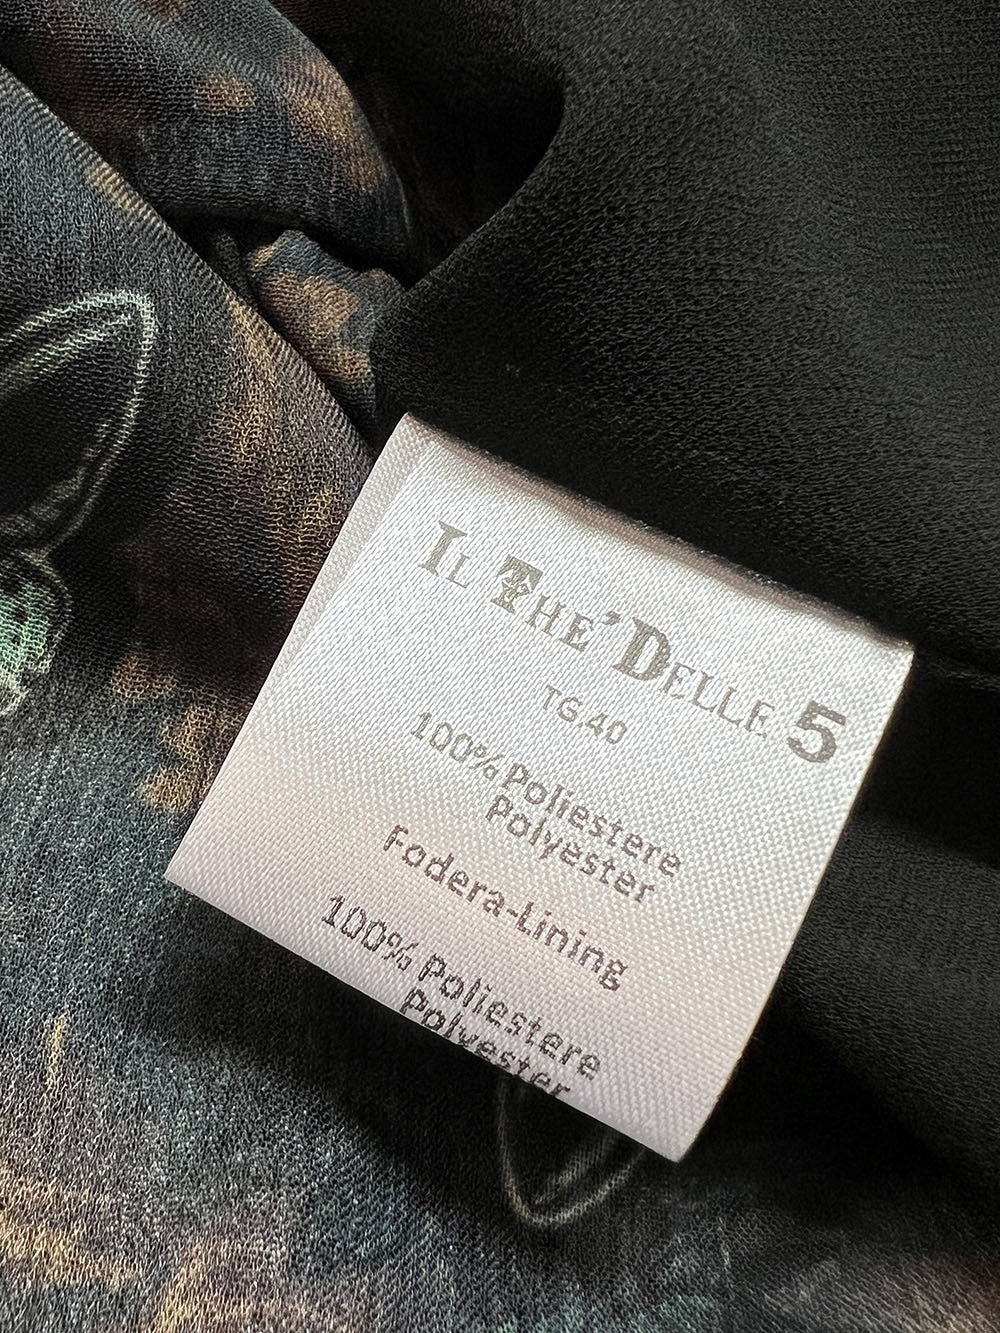 IL THE' DELLE 5
TG.40
100% Poliestere
Polyester
Fodera-Lining
100% Poliestere
Polyester